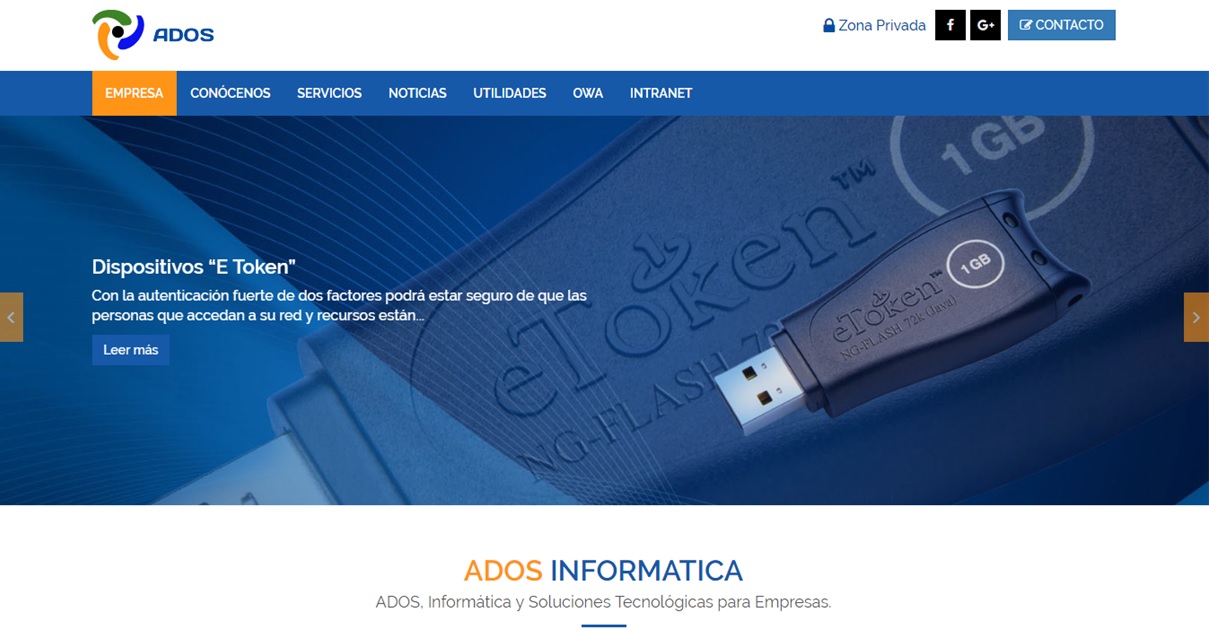 ADOS
Zona Privada
f
G+
CONTACTO
EMPRESA
CONÓCENOS
SERVICIOS
NOTICIAS
UTILIDADES
OWA
INTRANET
1GB
eToken™
NG-FLASH 7
1GB
eToken™
NG-FLASH 72k (Java)
Dispositivos “E Token”
Con la autenticación fuerte de dos factores podrá estar seguro de que las
personas que accedan a su red y recursos están...
Leer más
ADOS INFORMATICA
ADOS, Informática y Soluciones Tecnológicas para Empresas.